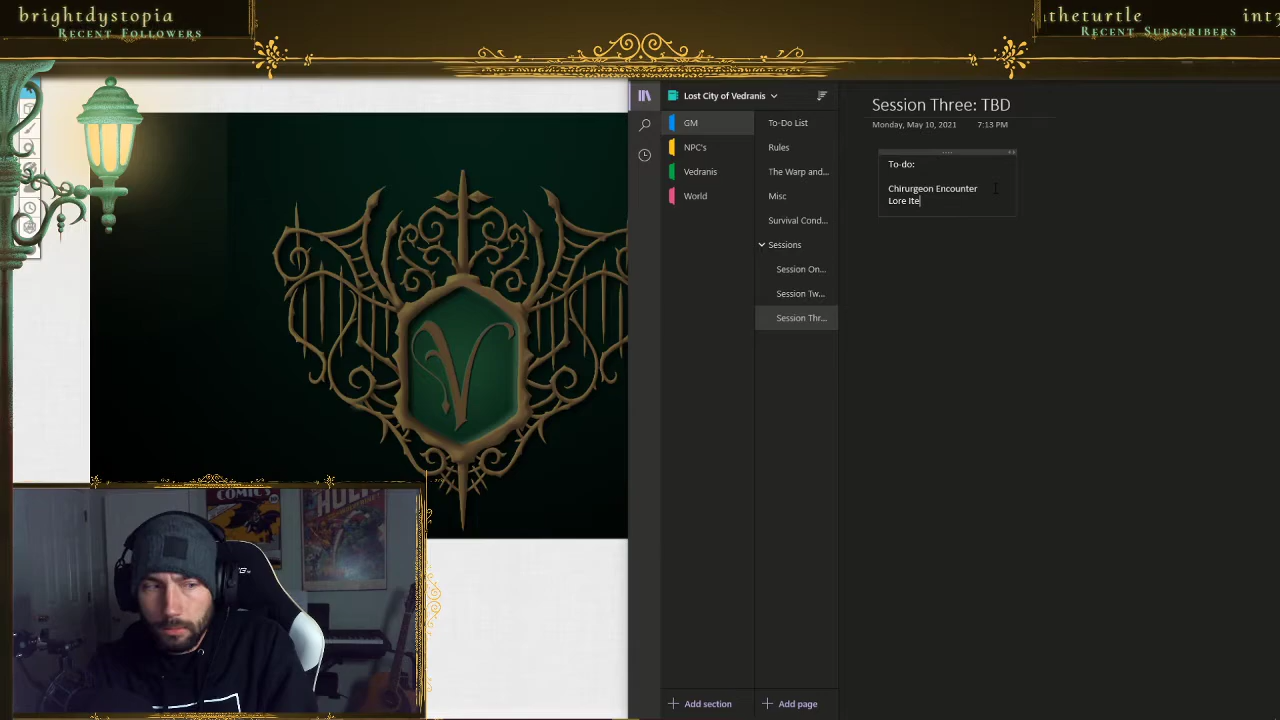 brightdystopia
Recent Followers
theturtle
Recent Subscribers
Lost City of Vedranis
GM
NPC's
Vedranis
World
To-Do List
Rules
The Warp and...
Misc
Survival Cond...
Sessions
Session On...
Session Tw...
Session Thr...
Add section
Add page
Session Three: TBD
Monday, May 10, 2021 7:13 PM
To-do:
Chirurgeon Encounter
Lore Ite
V
COMICS
HULK